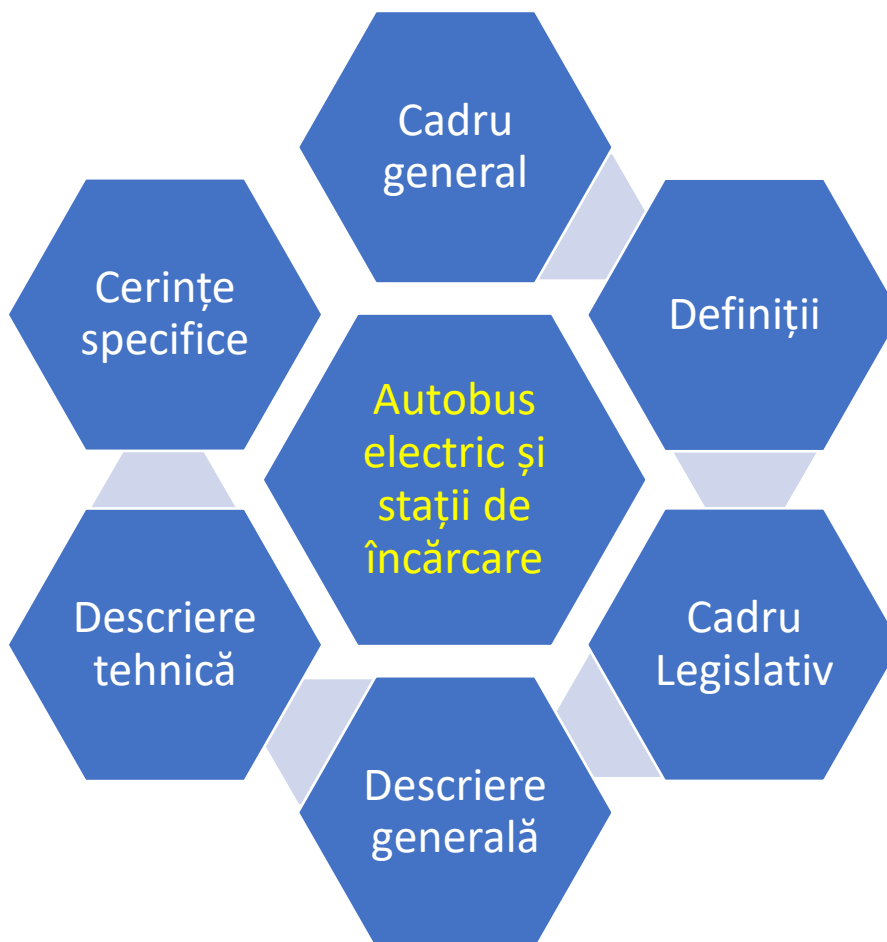 Cadru
general
Definiții
Cadru
Legislativ
Descriere
generală
Descriere
tehnică
Cerințe
specifice
Autobus
electric și
stații de
încărcare